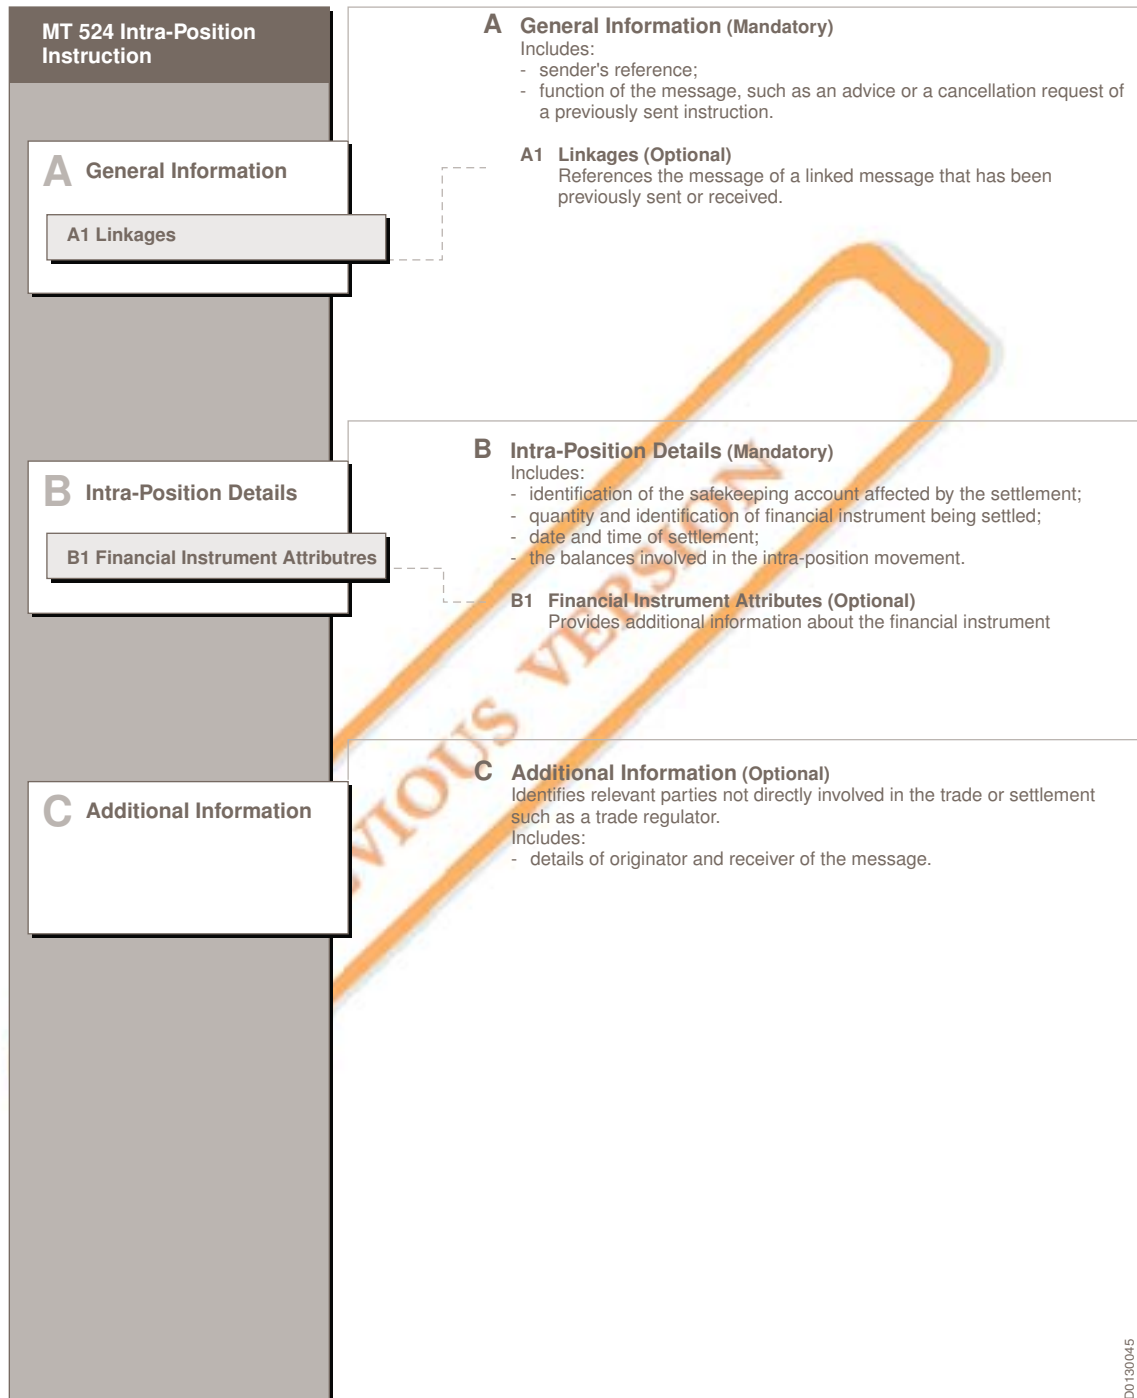 MT 524 Intra-Position
Instruction
A General Information
A1 Linkages
A General Information (Mandatory)
Includes:
- sender's reference;
- function of the message, such as an advice or a cancellation request of
a previously sent instruction.
A1 Linkages (Optional)
References the message of a linked message that has been
previously sent or received.
B Intra-Position Details
B1 Financial Instrument Attributres
B Intra-Position Details (Mandatory)
Includes:
- identification of the safekeeping account affected by the settlement;
- quantity and identification of financial instrument being settled;
- date and time of settlement;
- the balances involved in the intra-position movement.
B1 Financial Instrument Attributes (Optional)
Provides additional information about the financial instrument
C Additional Information
C Additional Information (Optional)
Identifies relevant parties not directly involved in the trade or settlement
such as a trade regulator.
Includes:
- details of originator and receiver of the message.
VIOUS VERSION
D0130045